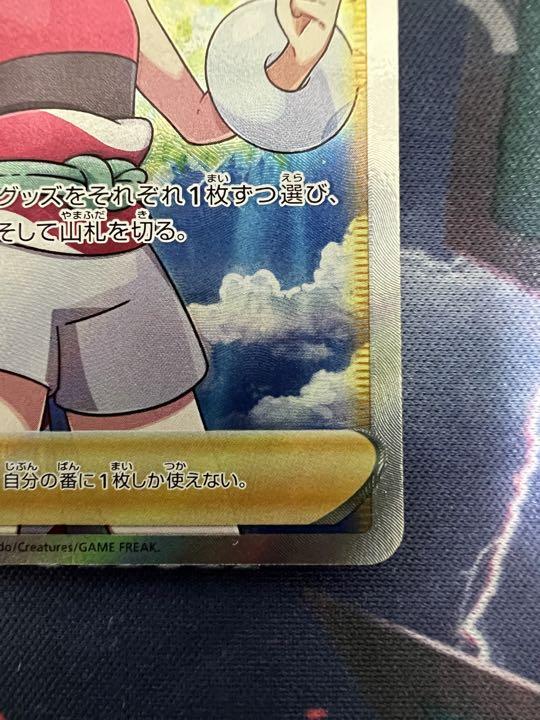 グッズをそれぞれ1枚ずつ選び、
そして山札を切る。
自分の番に1枚しか使えない。
do/Creatures/GAME FREAK.